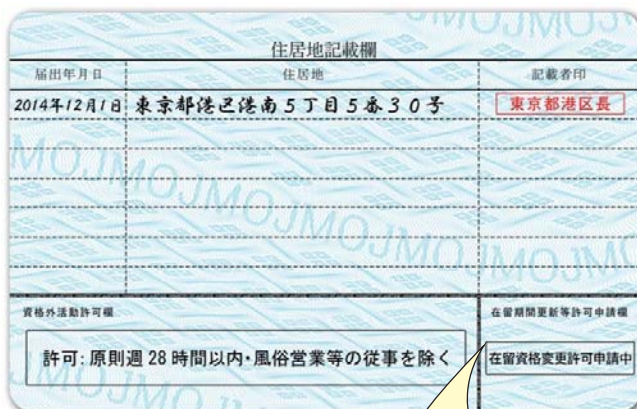 住居地記載欄
届出年月日 住居地 記載者印
2014年12月1日 東京都港区港南5丁目5番30号 東京都港区長
MOJMOJMOJMOJMO
資格外活動許可欄 在留期間更新等許可申請欄
許可：原則週28時間以内・風俗営業等の従事を除く 在留資格変更許可申請中